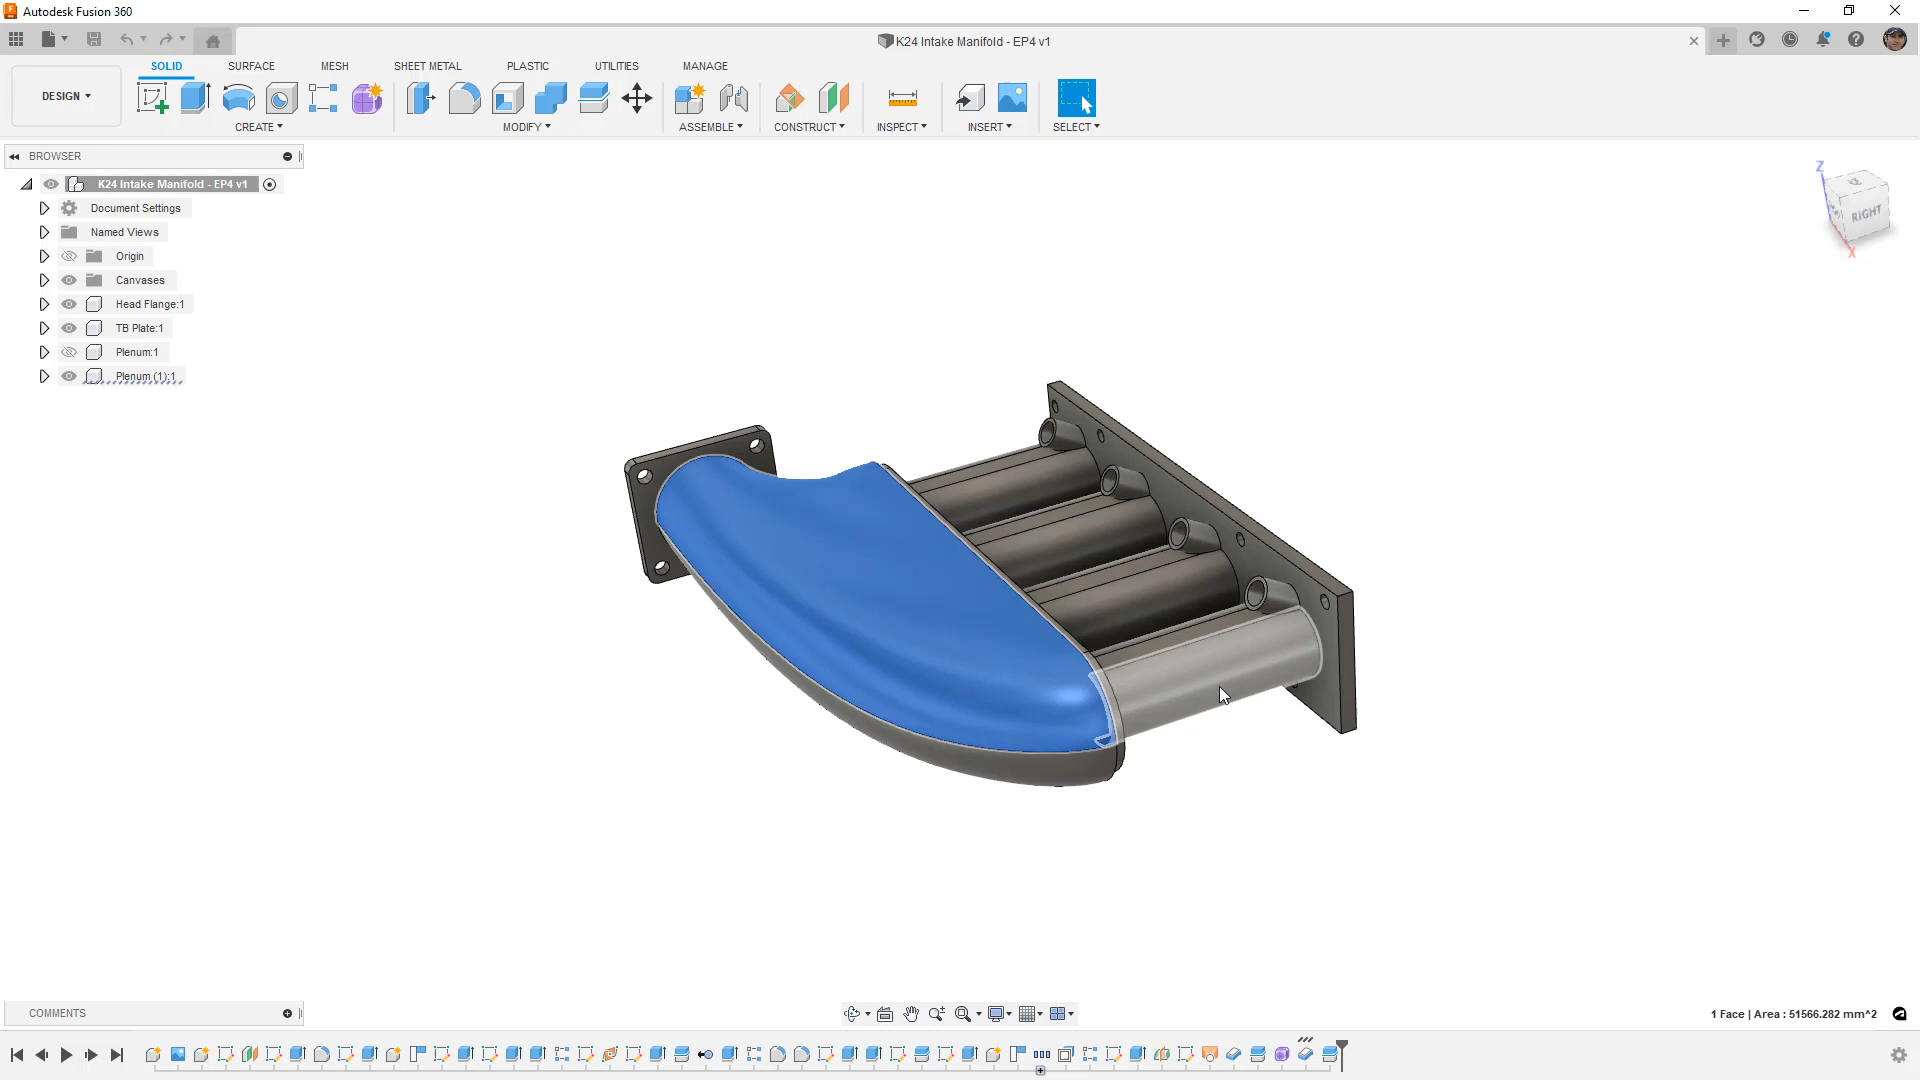 Autodesk Fusion 360
K24 Intake Manifold - EP4 v1
SOLID
SURFACE
MESH
SHEET METAL
PLASTIC
UTILITIES
MANAGE
DESIGN
CREATE
MODIFY
ASSEMBLE
CONSTRUCT
INSPECT
INSERT
SELECT
BROWSER
K24 Intake Manifold - EP4 v1
Document Settings
Named Views
Origin
Canvases
Head Flange:1
TB Plate:1
Plenum:1
Plenum (1):1
Z
RIGHT
X
COMMENTS
1 Face | Area : 51566.282 mm^2